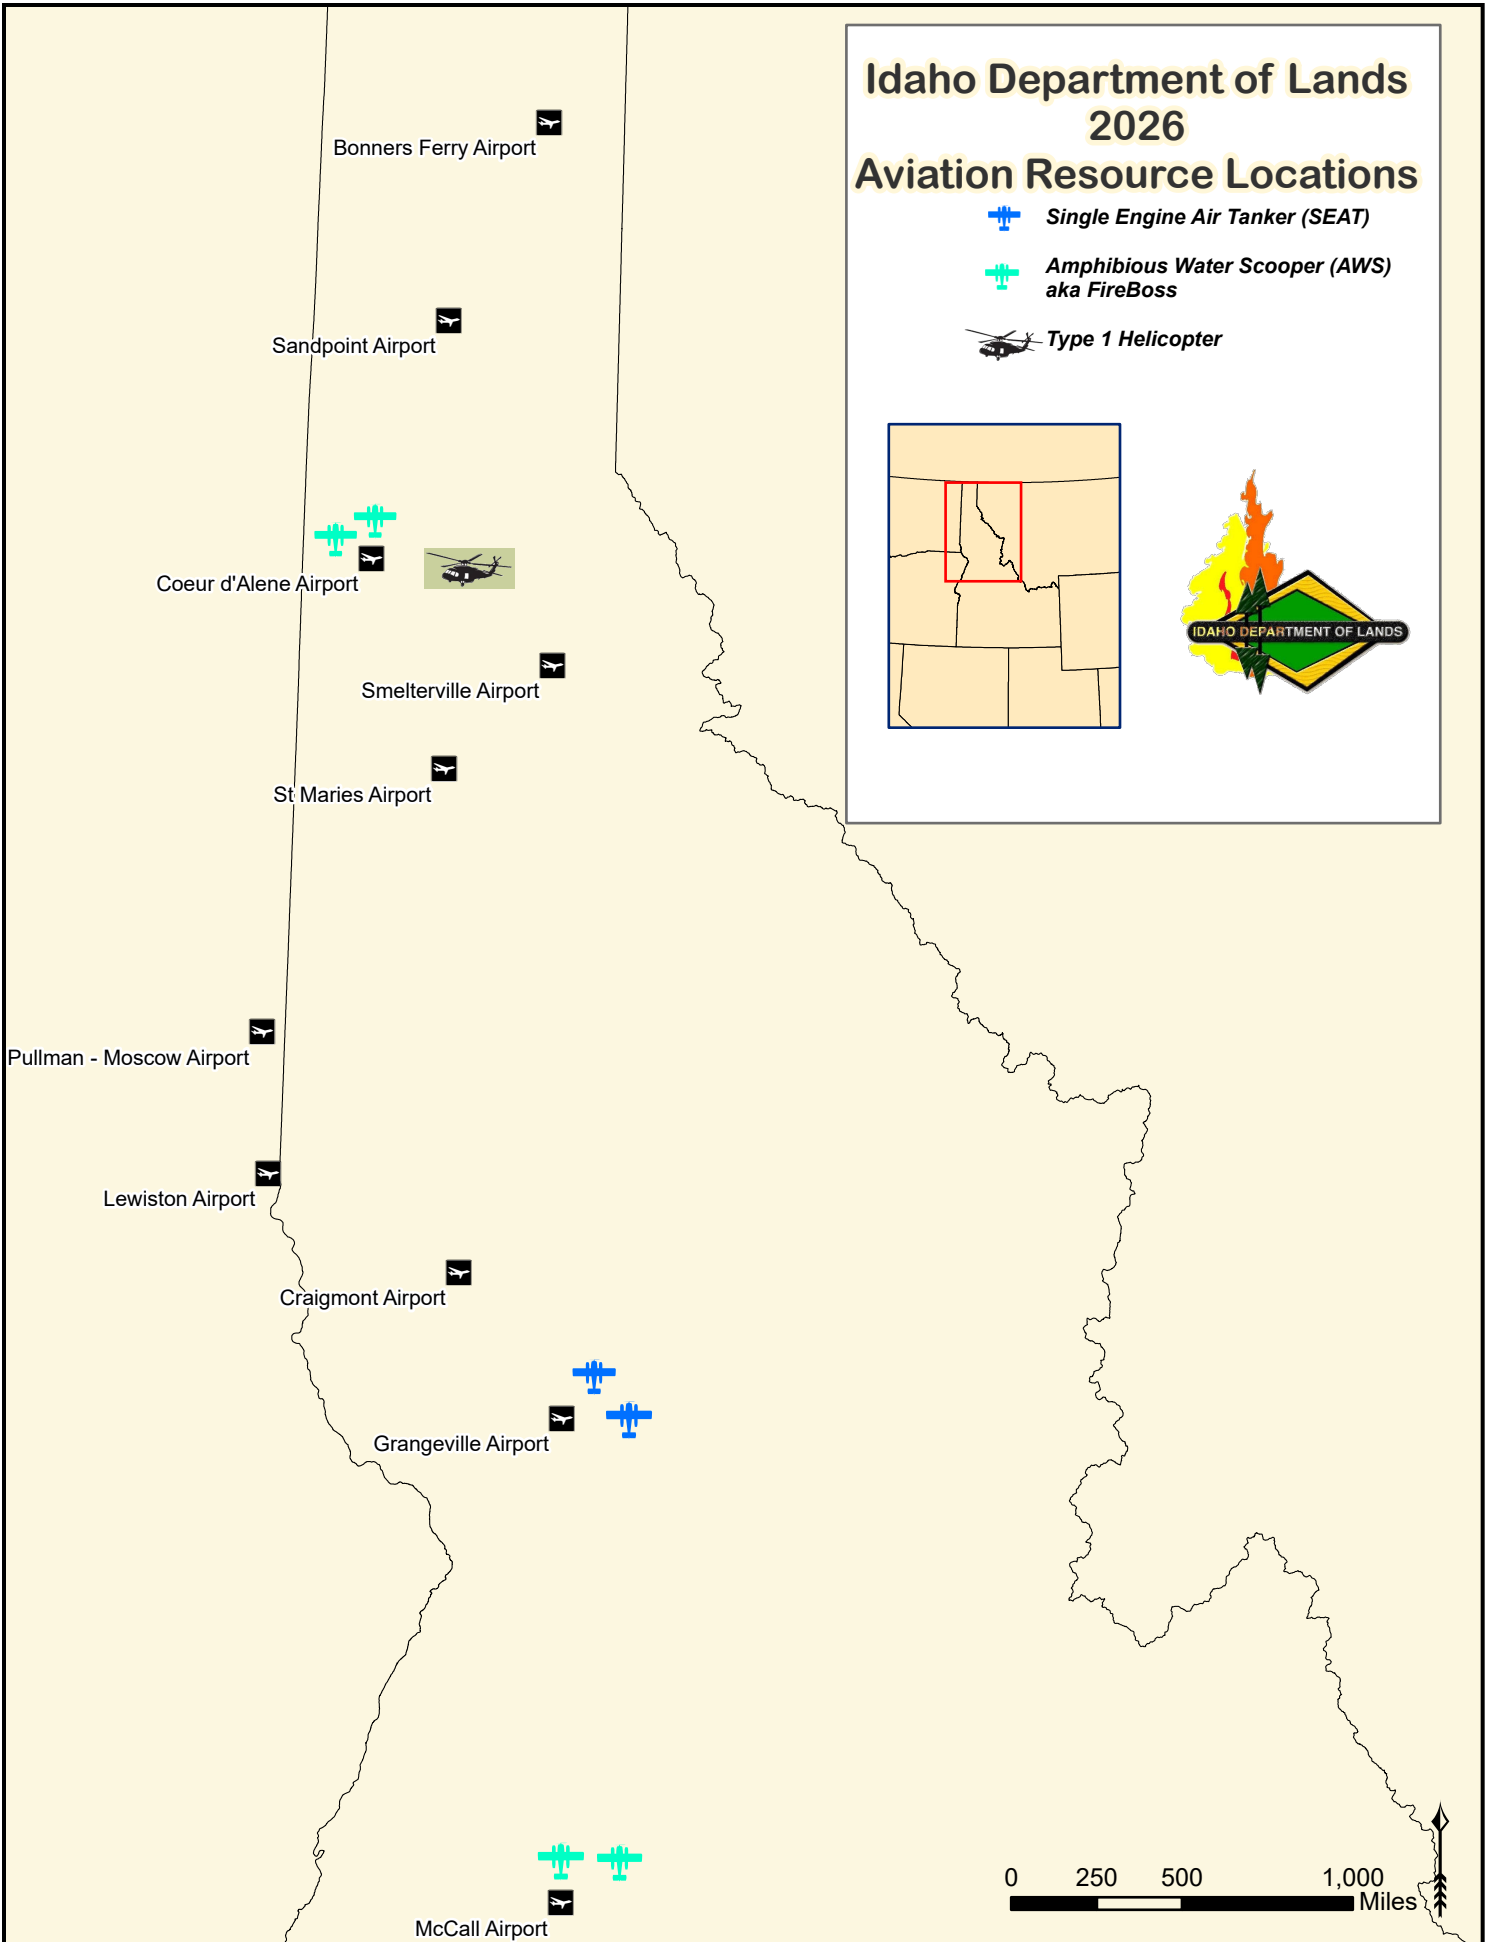 Idaho Department of Lands
2026
Aviation Resource Locations
Single Engine Air Tanker (SEAT)
Amphibious Water Scooper (AWS)
aka FireBoss
Type 1 Helicopter
IDAHO DEPARTMENT OF LANDS
Bonners Ferry Airport
Sandpoint Airport
Coeur d'Alene Airport
Smelterville Airport
St Maries Airport
Pullman - Moscow Airport
Lewiston Airport
Craigmont Airport
Grangeville Airport
McCall Airport
0 250 500 1,000
Miles